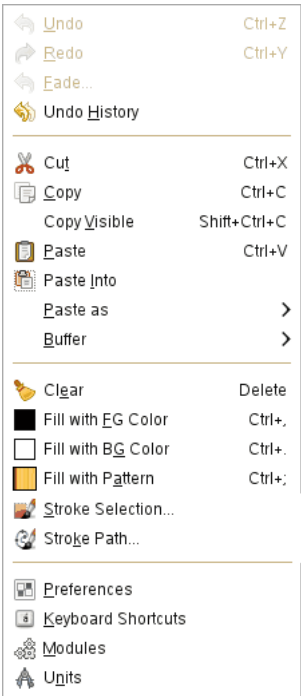 Undo Ctrl+Z
Redo Ctrl+Y
Fade...
Undo History
Cut Ctrl+X
Copy Ctrl+C
Copy Visible Shift+Ctrl+C
Paste Ctrl+V
Paste Into
Paste as
Buffer
Clear Delete
Fill with FG Color Ctrl+,
Fill with BG Color Ctrl+.
Fill with Pattern Ctrl+;
Stroke Selection...
Stroke Path...
Preferences
Keyboard Shortcuts
Modules
Units